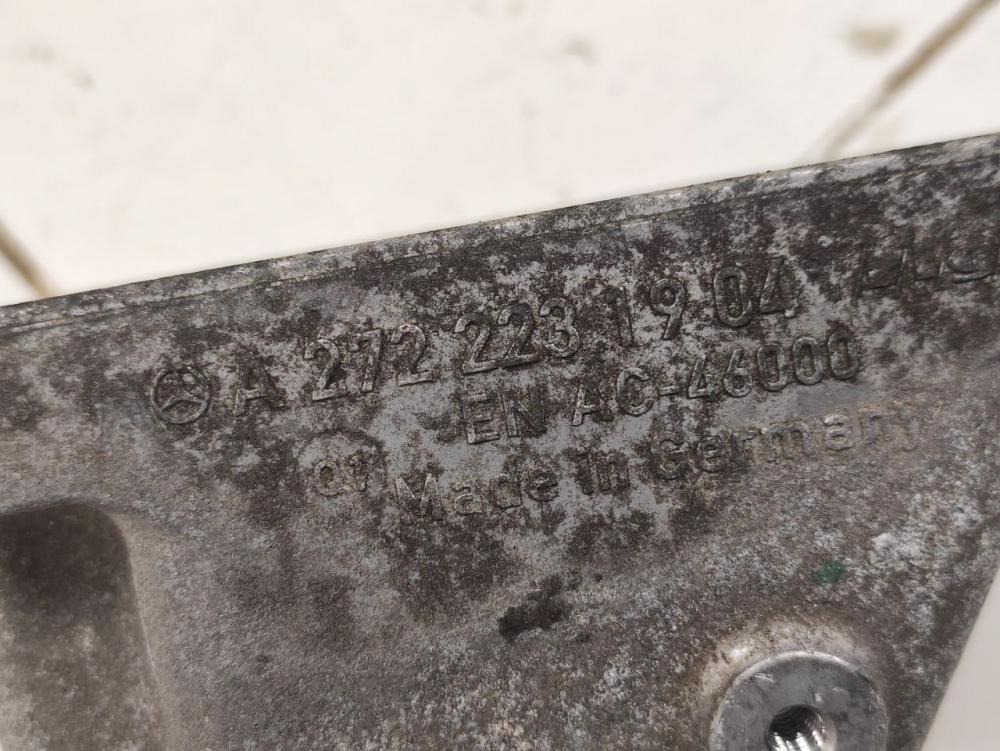 A 272 223 19 04
EN AC-46000
Made in Germany